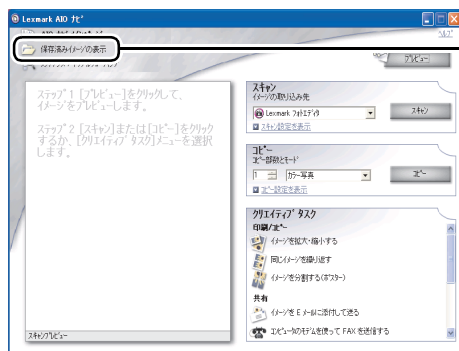 Lexmark AIO ナビ
ヘルプ
保存済みイメージの表示
プレビュー
ステップ 1 [プレビュー]をクリックして、
イメージをプレビューします。
ステップ 2 [スキャン]または[コピー]をクリック
するか、[クリエイティブ タスク]メニューを選択
します。
スキャン
イメージの取り込み先
Lexmark フォトエディタ
スキャン
スキャン設定を表示
コピー
コピー部数とモード
1
カラー写真
コピー
コピー設定を表示
クリエイティブ タスク
印刷/コピー
イメージを拡大・縮小する
同じイメージを繰り返す
イメージを分割する(ポスター)
共有
イメージを E メールに添付して送る
コンピュータのモデムを使って FAX を送信する
スキャンプレビュー